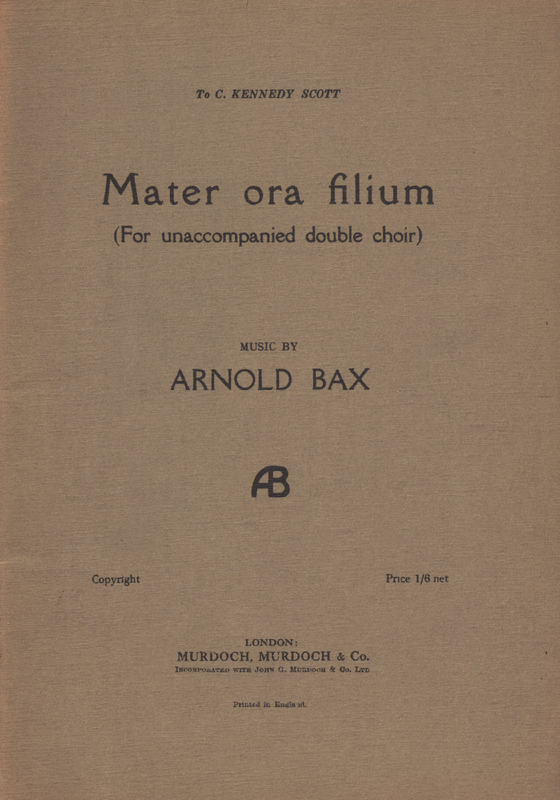 To C. KENNEDY SCOTT
Mater ora filium
(For unaccompanied double choir)
MUSIC BY
ARNOLD BAX
AB
Copyright Price 1/6 net
LONDON:
MURDOCH, MURDOCH & Co.
INCORPORATED WITH JOHN G. MURDOCH & Co. LTD
Printed in England.